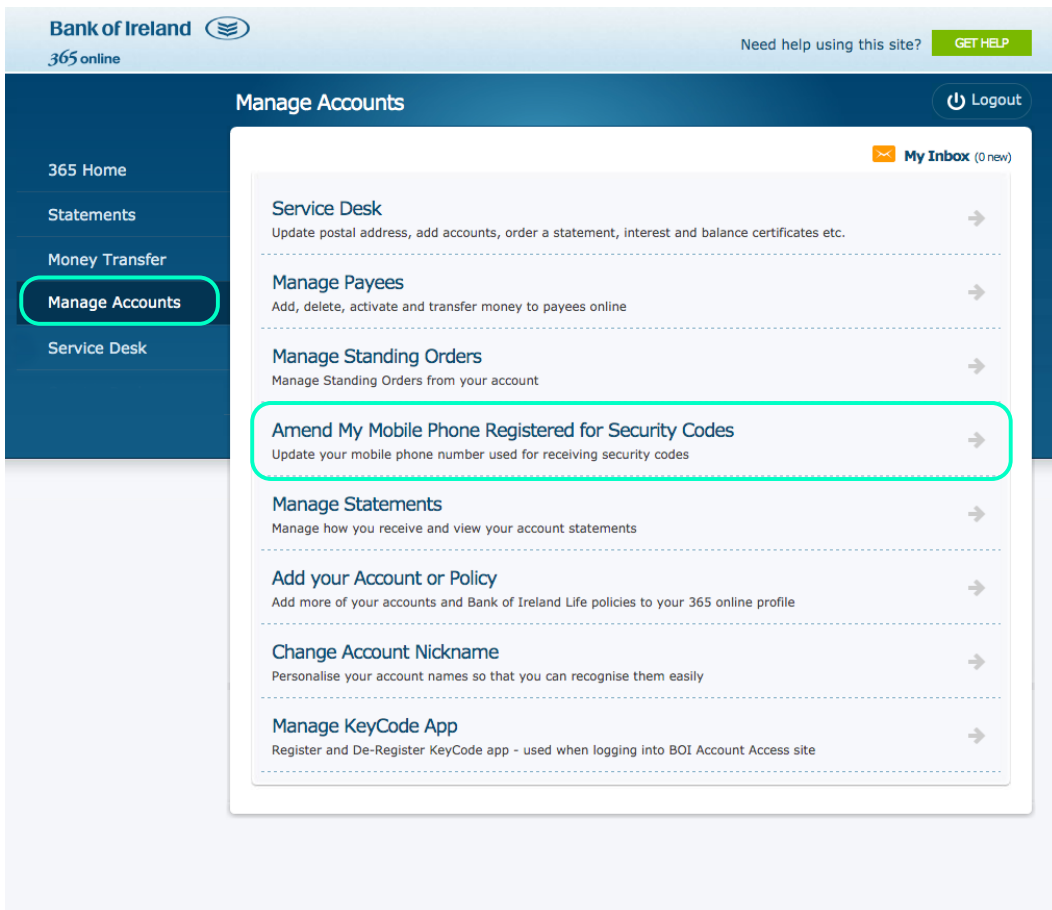 Bank of Ireland
365 online
Need help using this site?
GET HELP
Manage Accounts
Logout
365 Home
Statements
Money Transfer
Manage Accounts
Service Desk
My Inbox (0 new)
Service Desk
Update postal address, add accounts, order a statement, interest and balance certificates etc.
Manage Payees
Add, delete, activate and transfer money to payees online
Manage Standing Orders
Manage Standing Orders from your account
Amend My Mobile Phone Registered for Security Codes
Update your mobile phone number used for receiving security codes
Manage Statements
Manage how you receive and view your account statements
Add your Account or Policy
Add more of your accounts and Bank of Ireland Life policies to your 365 online profile
Change Account Nickname
Personalise your account names so that you can recognise them easily
Manage KeyCode App
Register and De-Register KeyCode app - used when logging into BOI Account Access site